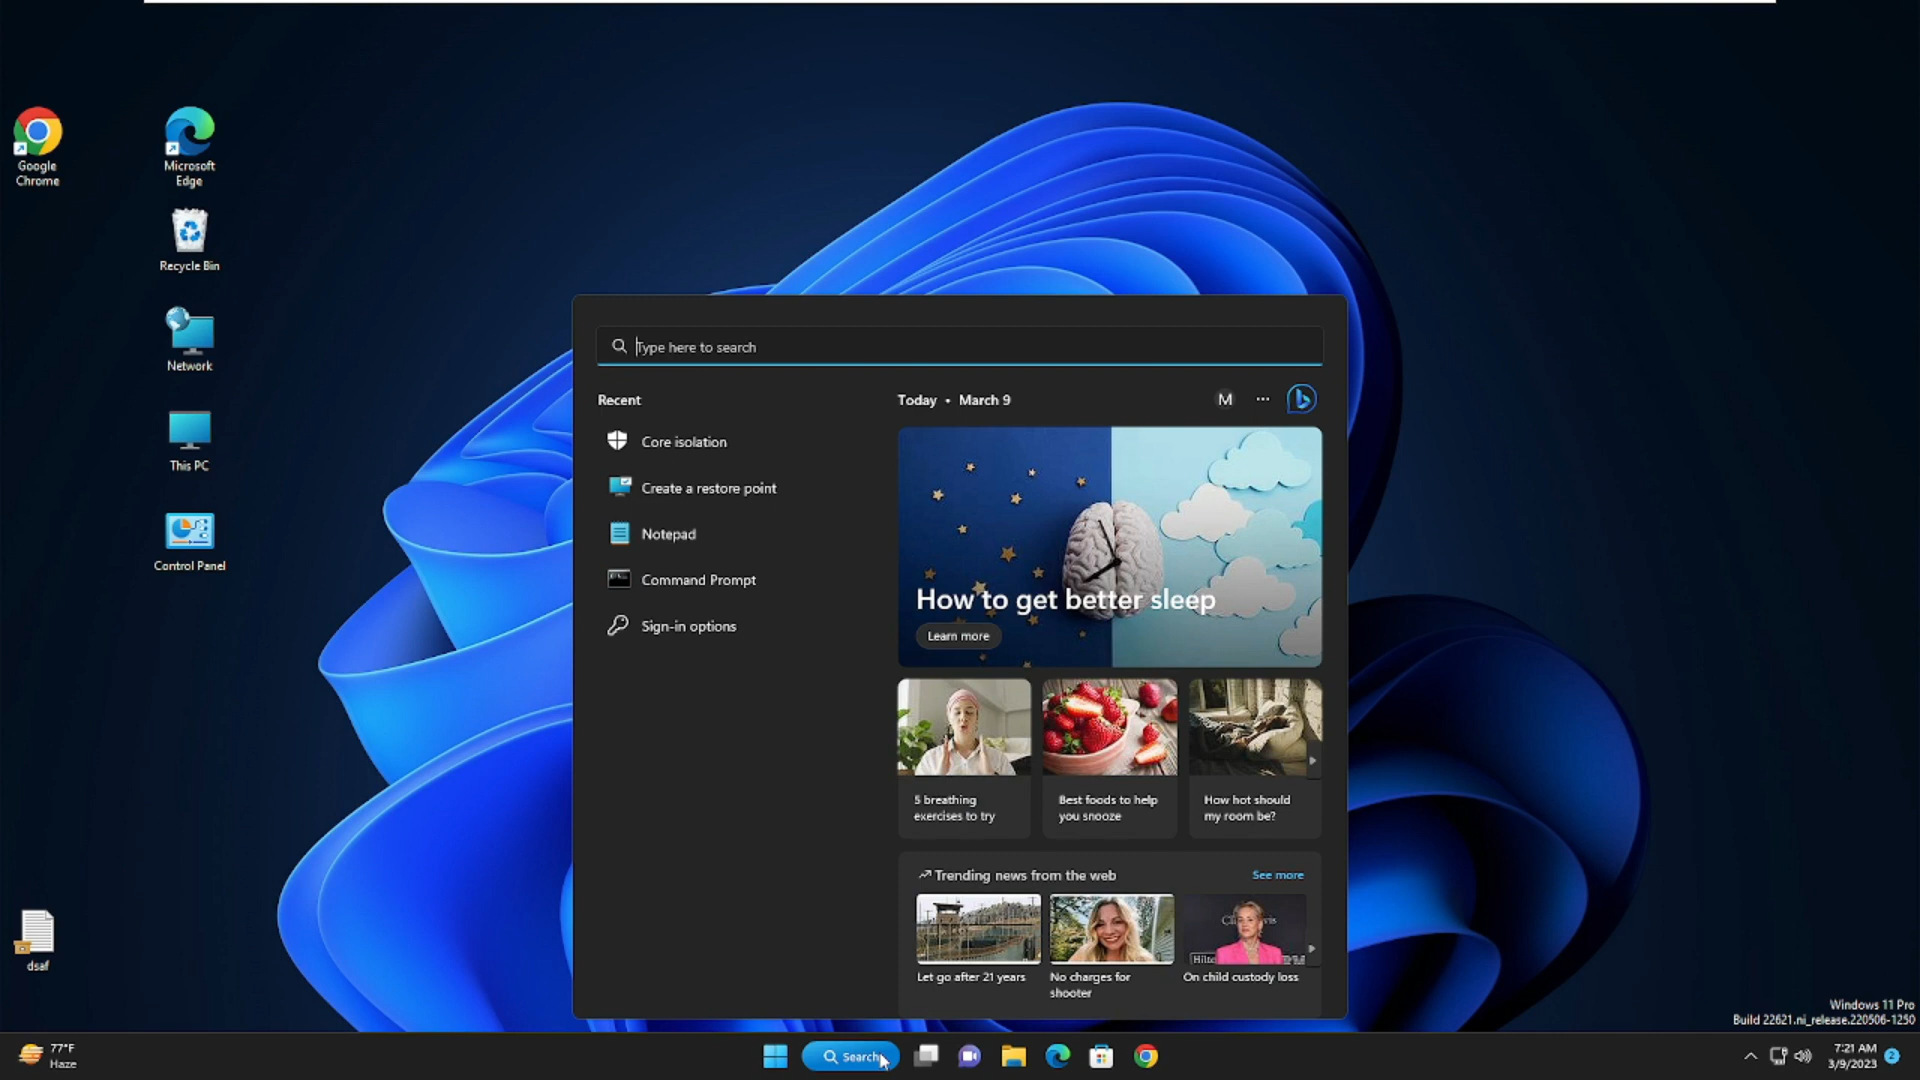 Google
Chrome
Microsoft
Edge
Recycle Bin
Network
This PC
Control Panel
dsaf
Type here to search
Recent
Core isolation
Create a restore point
Notepad
Command Prompt
Sign-in options
Today • March 9
M
How to get better sleep
Learn more
5 breathing
exercises to try
Best foods to help
you snooze
How hot should
my room be?
Trending news from the web
See more
Let go after 21 years
No charges for
shooter
On child custody loss
Windows 11 Pro
Build 22621.ni_release.220506-1250
77°F
Haze
Search
7:21 AM
3/9/2023
2